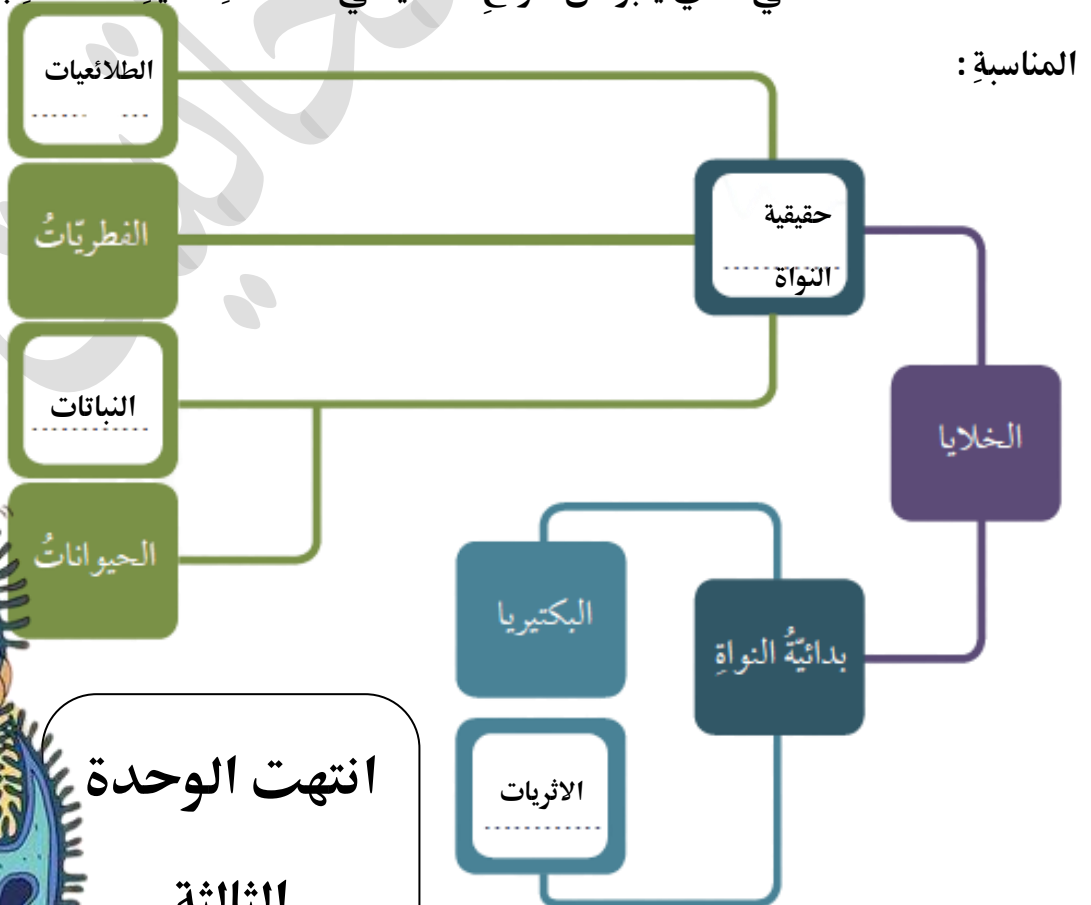 المناسبةِ :
الخلايا
حقيقية
النواة
الطلائعيات
الفطريّاتُ
النباتات
الحيواناتُ
بدائيّةُ النواةِ
البكتيريا
الاثريات
انتهت الوحدة
الثالثة